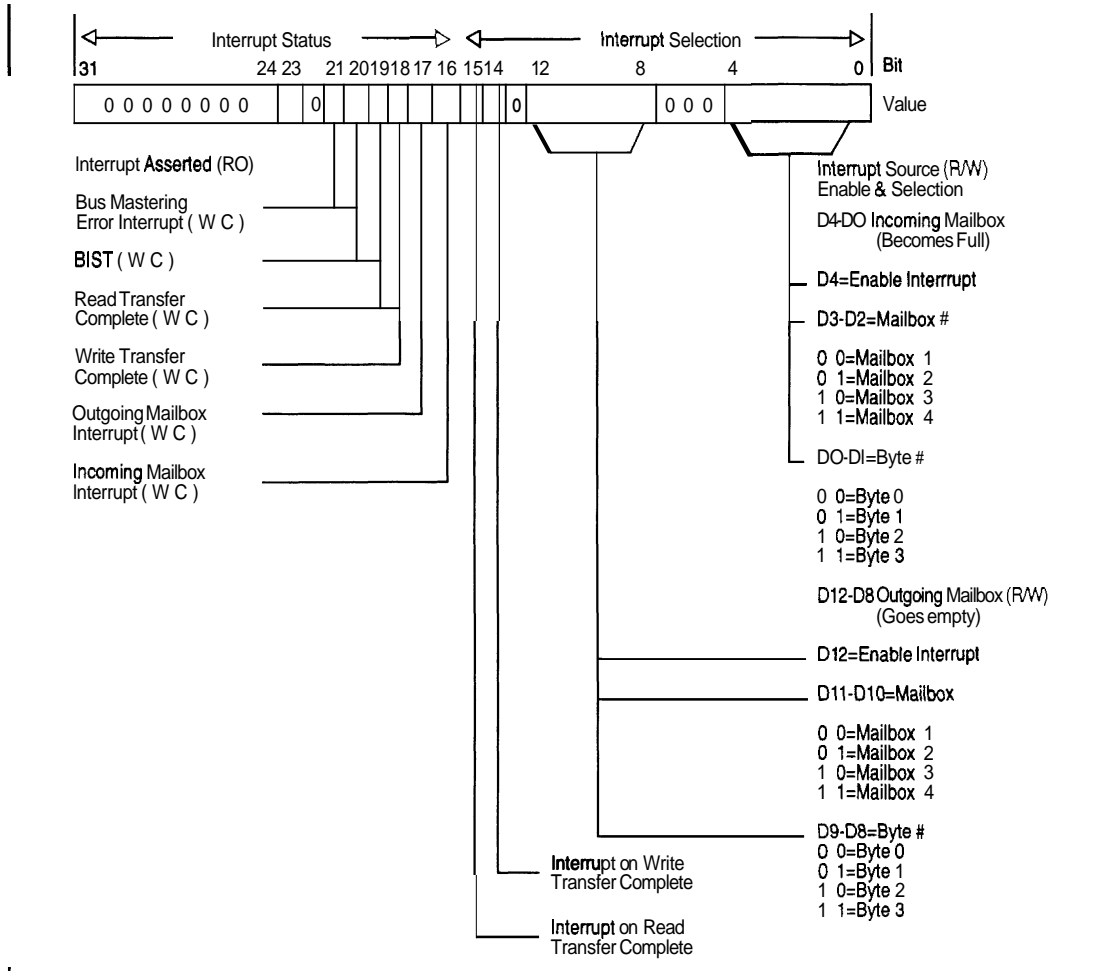 Interrupt Status
Interrupt Selection
31 24 23 21 20 19 18 17 16 15 14 12 8 4 0 Bit
0 0 0 0 0 0 0 0 0 0 0 0 0 Value
Interrupt Asserted (RO)
Bus Mastering
Error Interrupt ( W C )
BIST ( W C )
Read Transfer
Complete ( W C )
Write Transfer
Complete ( W C )
Outgoing Mailbox
Interrupt ( W C )
Incoming Mailbox
Interrupt ( W C )
Interrupt Source (R/W)
Enable & Selection
D4-DO Incoming Mailbox
(Becomes Full)
D4=Enable Interrrupt
D3-D2=Mailbox #
0 0=Mailbox 1
0 1=Mailbox 2
1 0=Mailbox 3
1 1=Mailbox 4
DO-DI=Byte #
0 0=Byte 0
0 1=Byte 1
1 0=Byte 2
1 1=Byte 3
D12-D8 Outgoing Mailbox (R/W)
(Goes empty)
D12=Enable Interrupt
D11-D10=Mailbox
0 0=Mailbox 1
0 1=Mailbox 2
1 0=Mailbox 3
1 1=Mailbox 4
D9-D8=Byte #
0 0=Byte 0
0 1=Byte 1
1 0=Byte 2
1 1=Byte 3
Interrupt on Write
Transfer Complete
Interrupt on Read
Transfer Complete